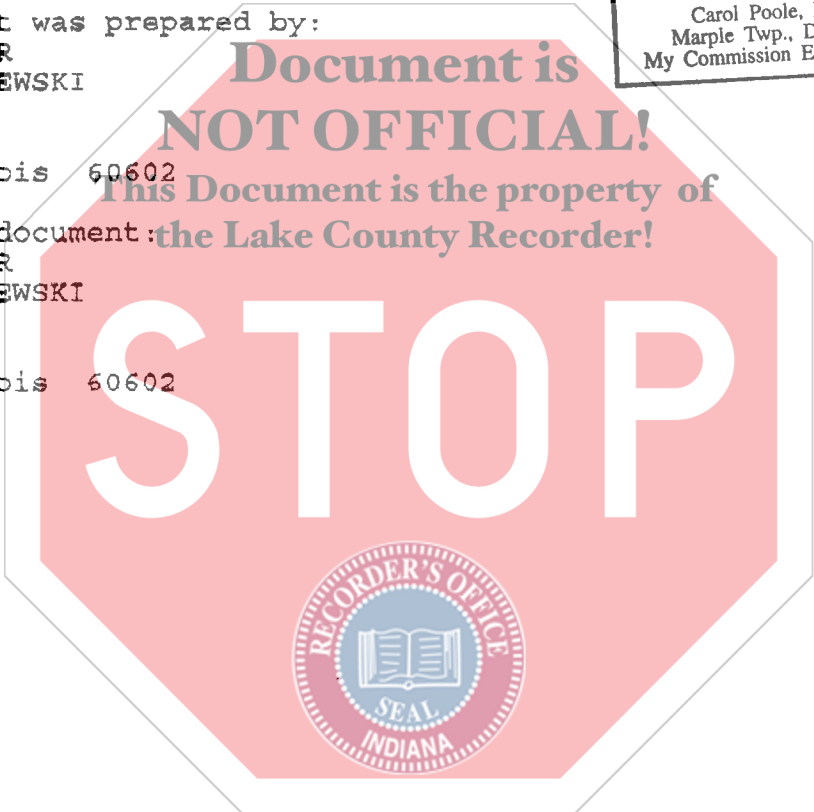 t was prepared by:
R
EWSKI
ois 60602
document:
R
EWSKI
ois 60602
Carol Poole,
Marple Twp., D
My Commission E
Document is
NOT OFFICIAL!
This Document is the property of
the Lake County Recorder!
STOP
RECORDER'S OFFICE
SEAL
INDIANA